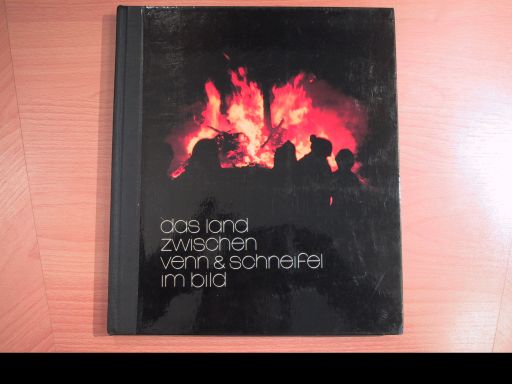 das land
zwischen
venn & schneifel
im bild